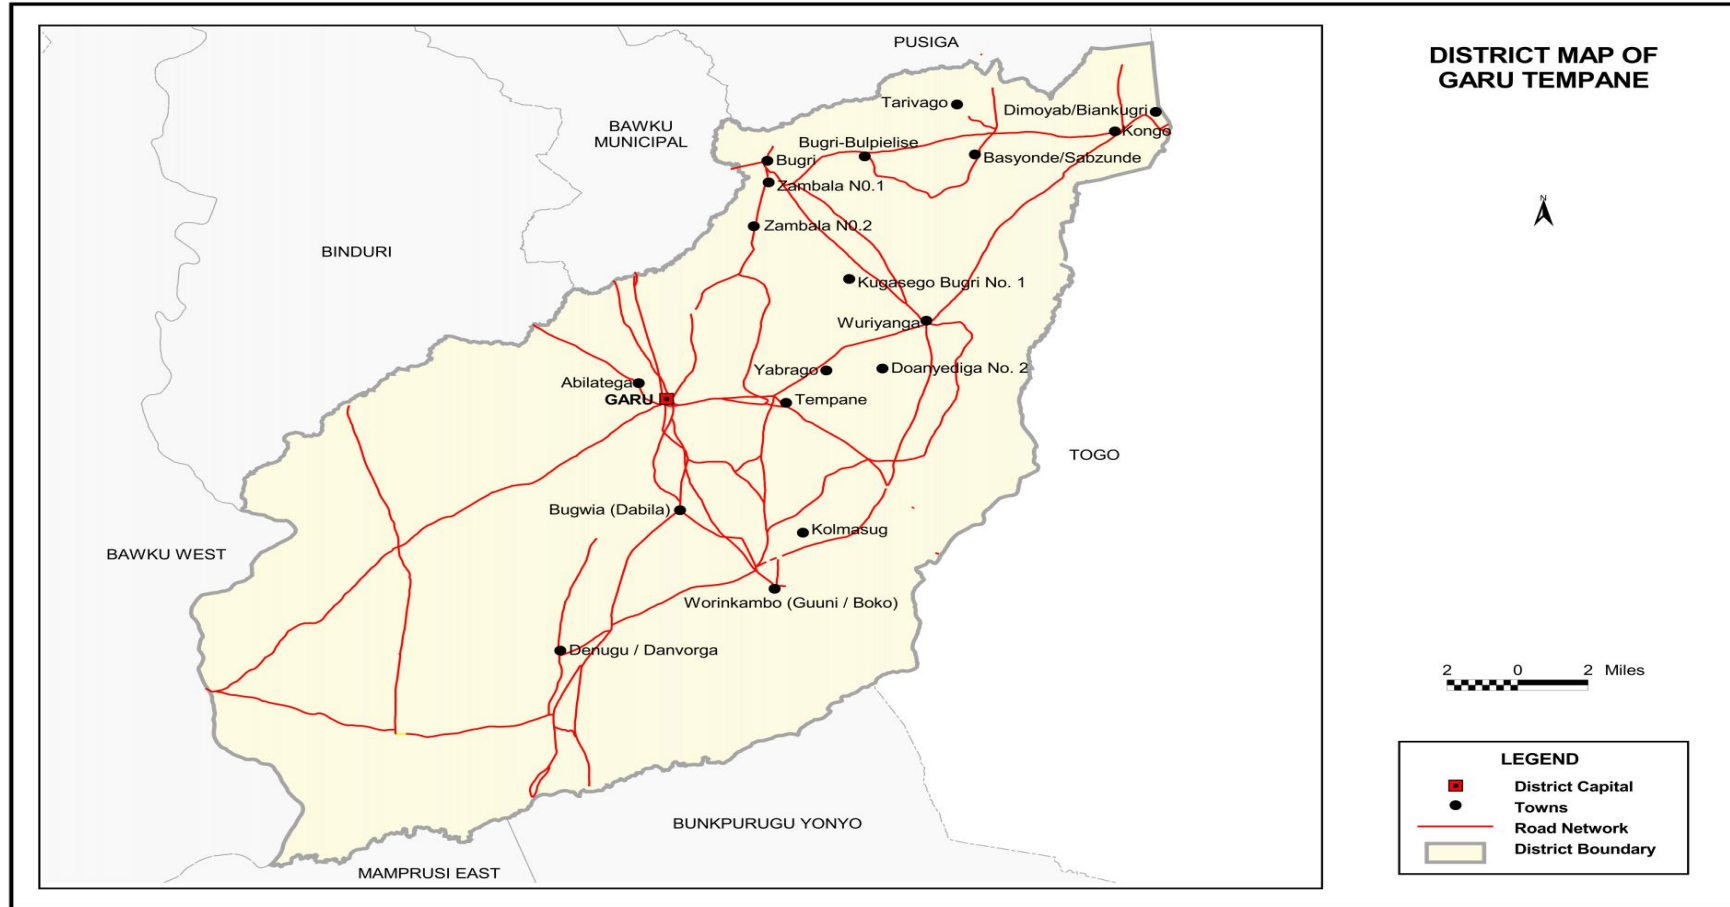 DISTRICT MAP OF
GARU TEMPANE
PUSIGA
BAWKU
MUNICIPAL
BINDURI
BAWKU WEST
TOGO
BUNKPURUGU YONYO
MAMPRUSI EAST
Tarivago
Dimoyab/Biankugri
Kongo
Bugri-Bulpielise
Basyonde/Sabzunde
Bugri
Zambala N0.1
Zambala N0.2
Kugasego Bugri No. 1
Wuriyanga
Yabrago
Doanyediga No. 2
Abilatega
GARU
Tempane
Bugwia (Dabila)
Kolmasug
Worinkambo (Guuni / Boko)
Denugu / Danvorga
N
2 0 2 Miles
LEGEND
District Capital
Towns
Road Network
District Boundary